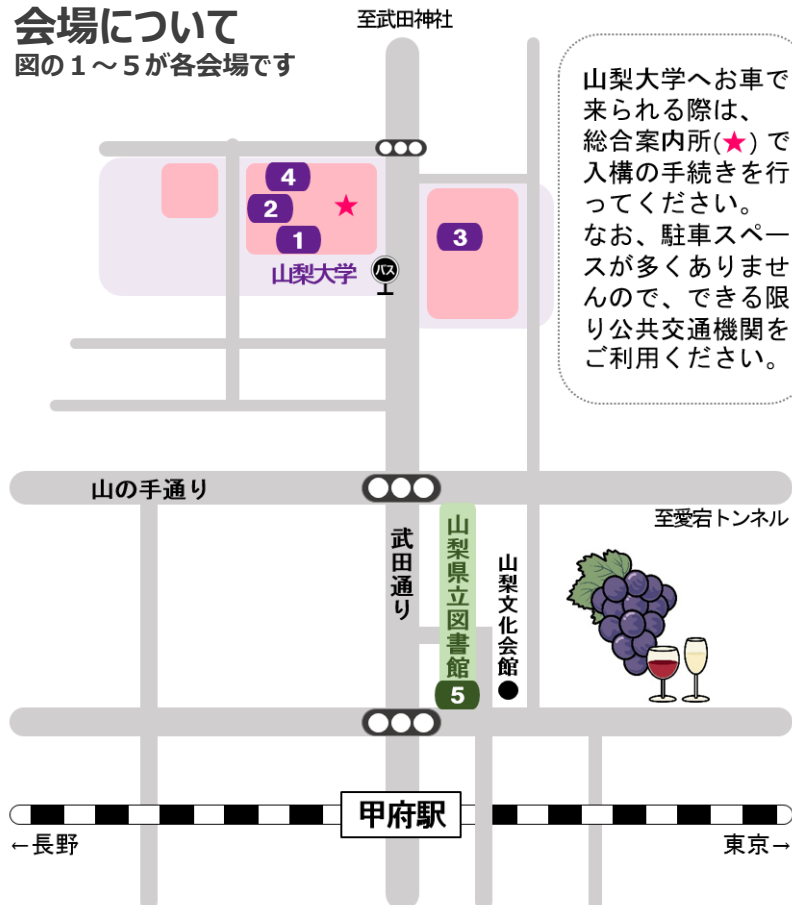 会場について
図の1～5が各会場です
至武田神社
山梨大学へお車で
来られる際は、
総合案内所(★)で
入構の手続きを行
ってください。
なお、駐車スペー
スが多くありませ
んので、できる限
り公共交通機関を
ご利用ください。
4
2
1
3
山梨大学
バス
山の手通り
至愛宕トンネル
武田通り
山梨県立図書館
山梨文化会館
5
甲府駅
←長野
東京→